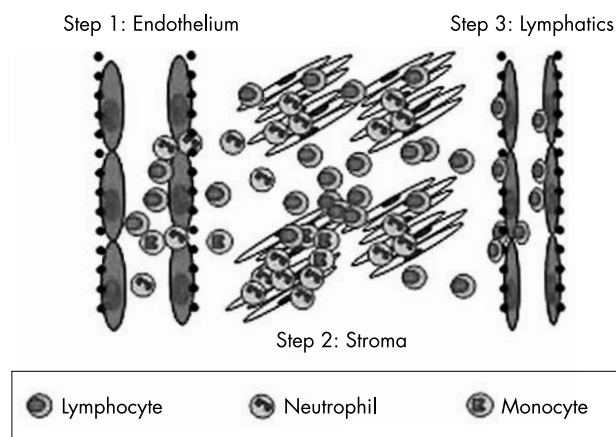 Step 1: Endothelium
Step 3: Lymphatics
Step 2: Stroma
Lymphocyte
Neutrophil
Monocyte